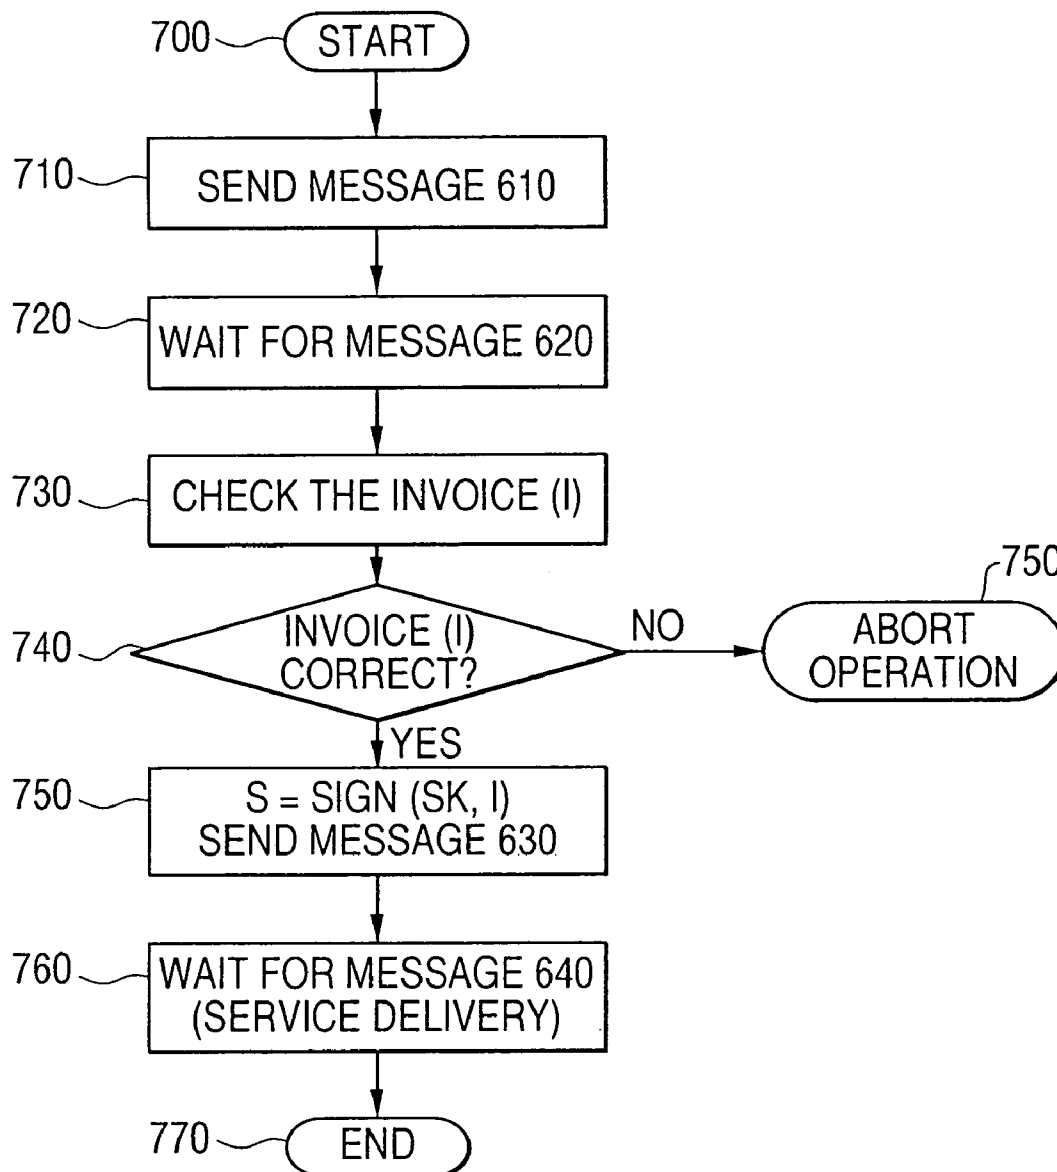 700
START
710
SEND MESSAGE 610
720
WAIT FOR MESSAGE 620
730
CHECK THE INVOICE (I)
740
INVOICE (I)
CORRECT?
NO
750
ABORT
OPERATION
YES
750
S = SIGN (SK, I)
SEND MESSAGE 630
760
WAIT FOR MESSAGE 640
(SERVICE DELIVERY)
770
END